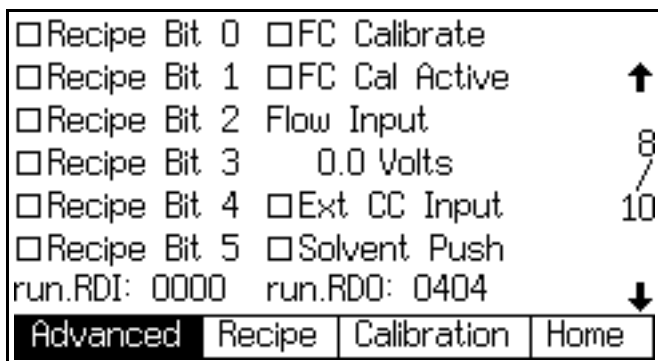 □Recipe Bit 0 □FC Calibrate
□Recipe Bit 1 □FC Cal Active ↑
□Recipe Bit 2 Flow Input
□Recipe Bit 3 0.0 Volts 8/10
□Recipe Bit 4 □Ext CC Input
□Recipe Bit 5 □Solvent Push
run.RDI: 0000 run.RDO: 0404 ↓
Advanced Recipe Calibration Home